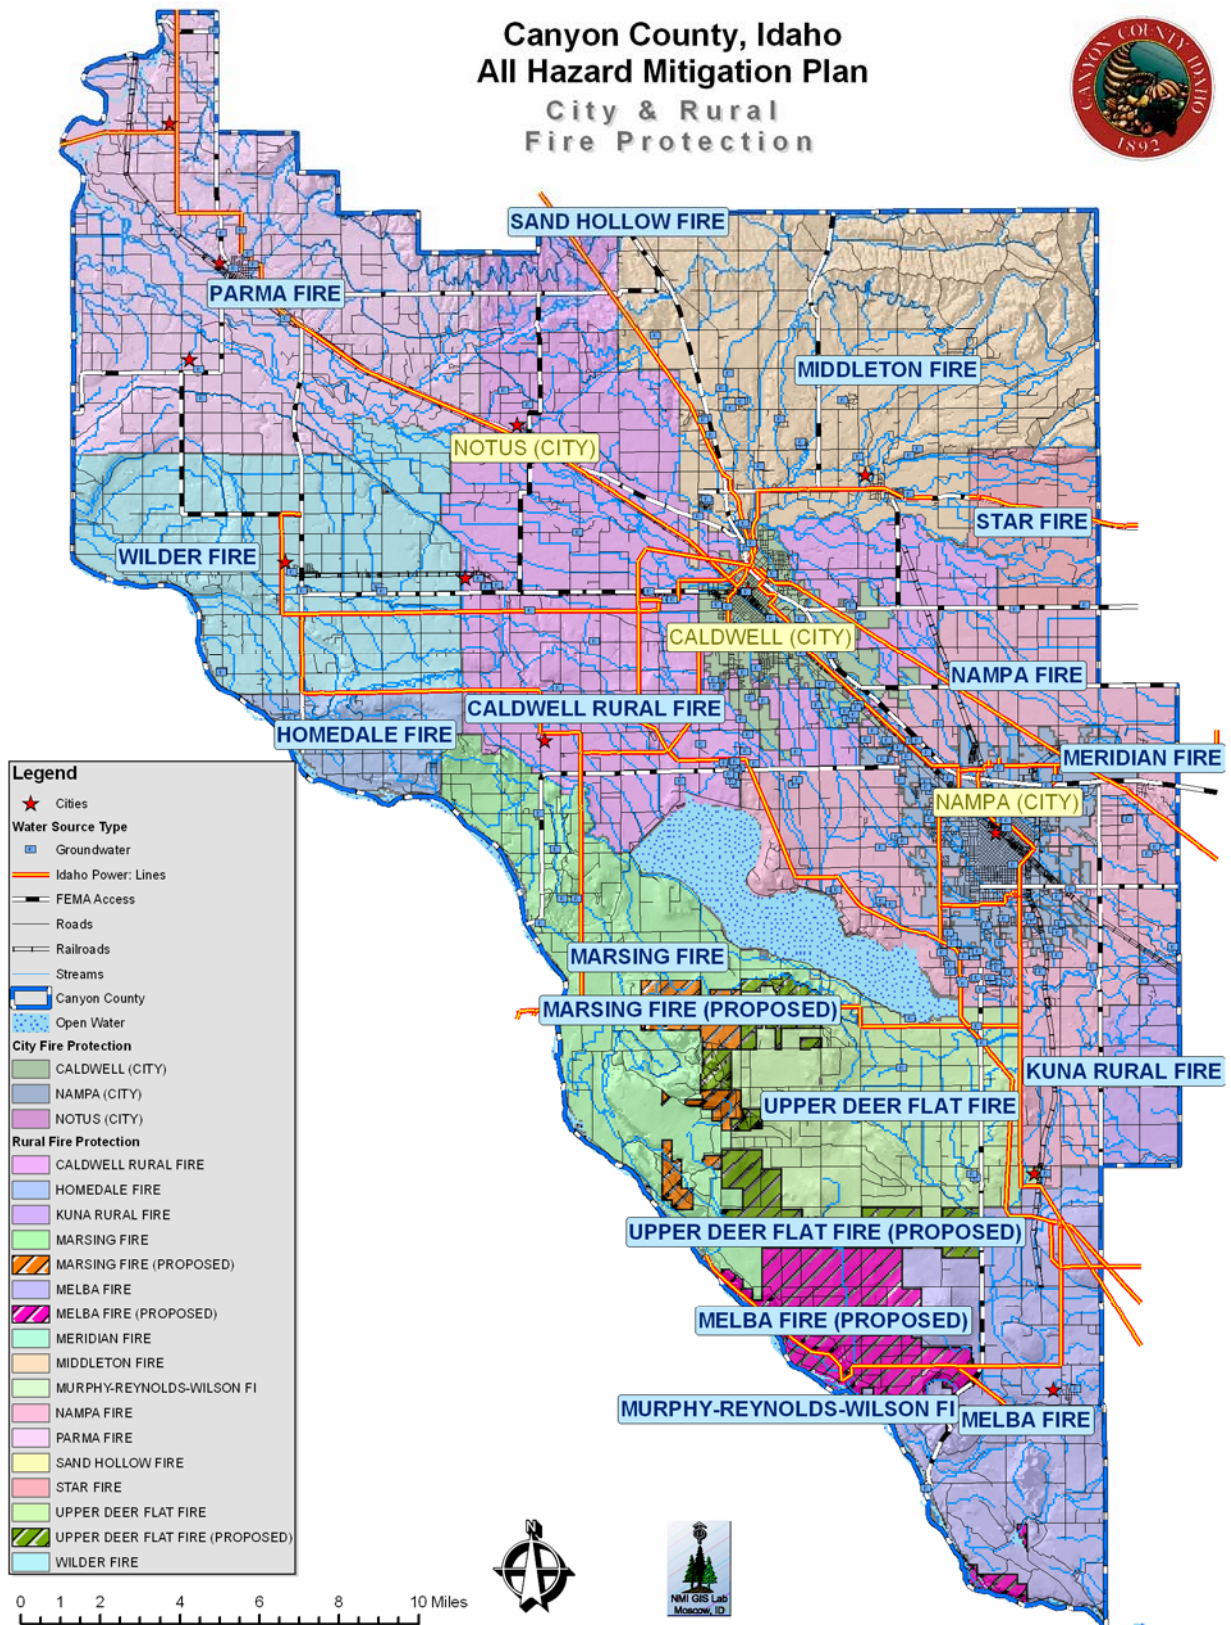 Canyon County, Idaho
All Hazard Mitigation Plan
City & Rural
Fire Protection
CANYON COUNTY IDAHO
1892
SAND HOLLOW FIRE
PARMA FIRE
MIDDLETON FIRE
NOTUS (CITY)
STAR FIRE
WILDER FIRE
CALDWELL (CITY)
NAMPA FIRE
CALDWELL RURAL FIRE
HOMEDALE FIRE
MERIDIAN FIRE
NAMPA (CITY)
MARSING FIRE
MARSING FIRE (PROPOSED)
KUNA RURAL FIRE
UPPER DEER FLAT FIRE
UPPER DEER FLAT FIRE (PROPOSED)
MELBA FIRE (PROPOSED)
MURPHY-REYNOLDS-WILSON FI
MELBA FIRE
Legend
Cities
Water Source Type
Groundwater
Idaho Power: Lines
FEMA Access
Roads
Railroads
Streams
Canyon County
Open Water
City Fire Protection
CALDWELL (CITY)
NAMPA (CITY)
NOTUS (CITY)
Rural Fire Protection
CALDWELL RURAL FIRE
HOMEDALE FIRE
KUNA RURAL FIRE
MARSING FIRE
MARSING FIRE (PROPOSED)
MELBA FIRE
MELBA FIRE (PROPOSED)
MERIDIAN FIRE
MIDDLETON FIRE
MURPHY-REYNOLDS-WILSON FI
NAMPA FIRE
PARMA FIRE
SAND HOLLOW FIRE
STAR FIRE
UPPER DEER FLAT FIRE
UPPER DEER FLAT FIRE (PROPOSED)
WILDER FIRE
0 1 2 4 6 8 10 Miles
N
NMI GIS Lab
Moscow, ID